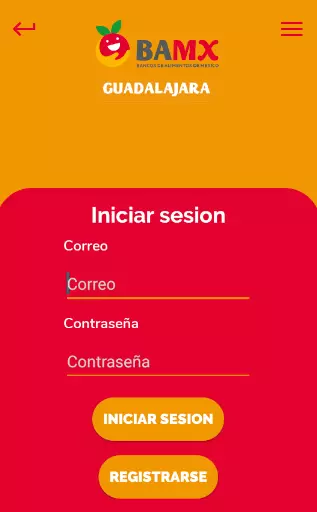 BAMX
BANCOS DE ALIMENTOS DE MÉXICO
GUADALAJARA
Iniciar sesion
Correo
Correo
Contraseña
Contraseña
INICIAR SESION
REGISTRARSE